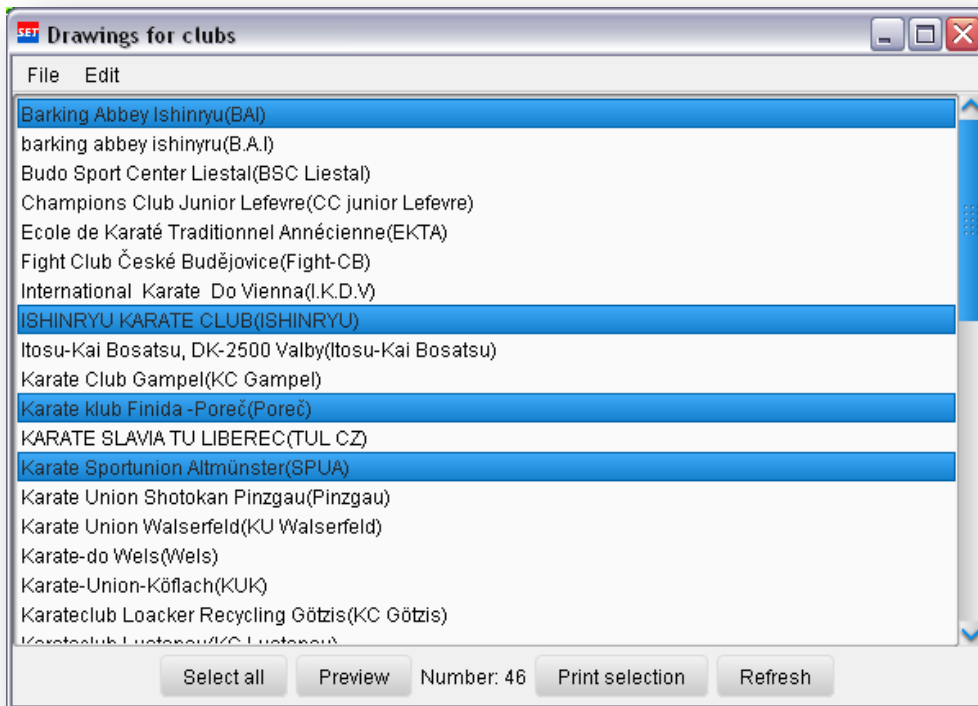 SET Drawings for clubs
File Edit
Barking Abbey Ishinryu(BAI)
barking abbey ishinyru(B.A.I)
Budo Sport Center Liestal(BSC Liestal)
Champions Club Junior Lefevre(CC junior Lefevre)
Ecole de Karaté Traditionnel Annécienne(EKTA)
Fight Club České Budějovice(Fight-CB)
International Karate Do Vienna(I.K.D.V)
ISHINRYU KARATE CLUB(ISHINRYU)
Itosu-Kai Bosatsu, DK-2500 Valby(Itosu-Kai Bosatsu)
Karate Club Gampel(KC Gampel)
Karate klub Finida -Poreč(Poreč)
KARATE SLAVIA TU LIBEREC(TUL CZ)
Karate Sportunion Altmünster(SPUA)
Karate Union Shotokan Pinzgau(Pinzgau)
Karate Union Walserfeld(KU Walserfeld)
Karate-do Wels(Wels)
Karate-Union-Köflach(KUK)
Karateclub Loacker Recycling Götzis(KC Götzis)
Karateclub Lustenau(KC Lustenau)
Select all Preview Number: 46 Print selection Refresh